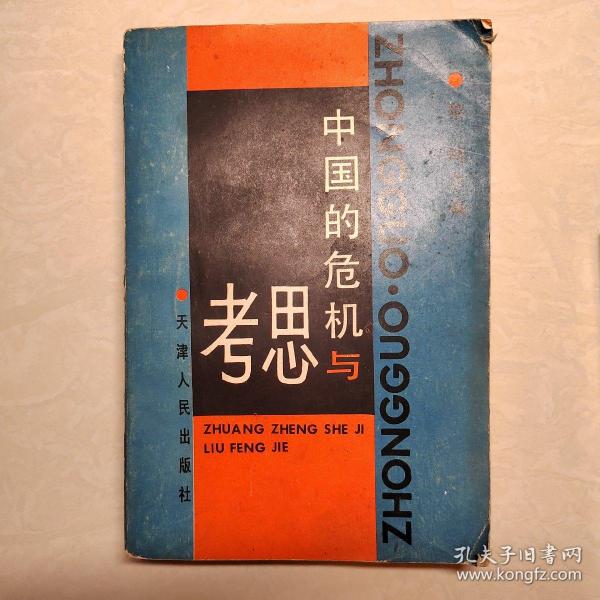 中国的危机与
思考
ZHONGGUO·QINGNIAN
天津人民出版社
ZHUANG ZHENG SHE JI
LIU FENG JIE
孔夫子旧书网
www.kongfz.com